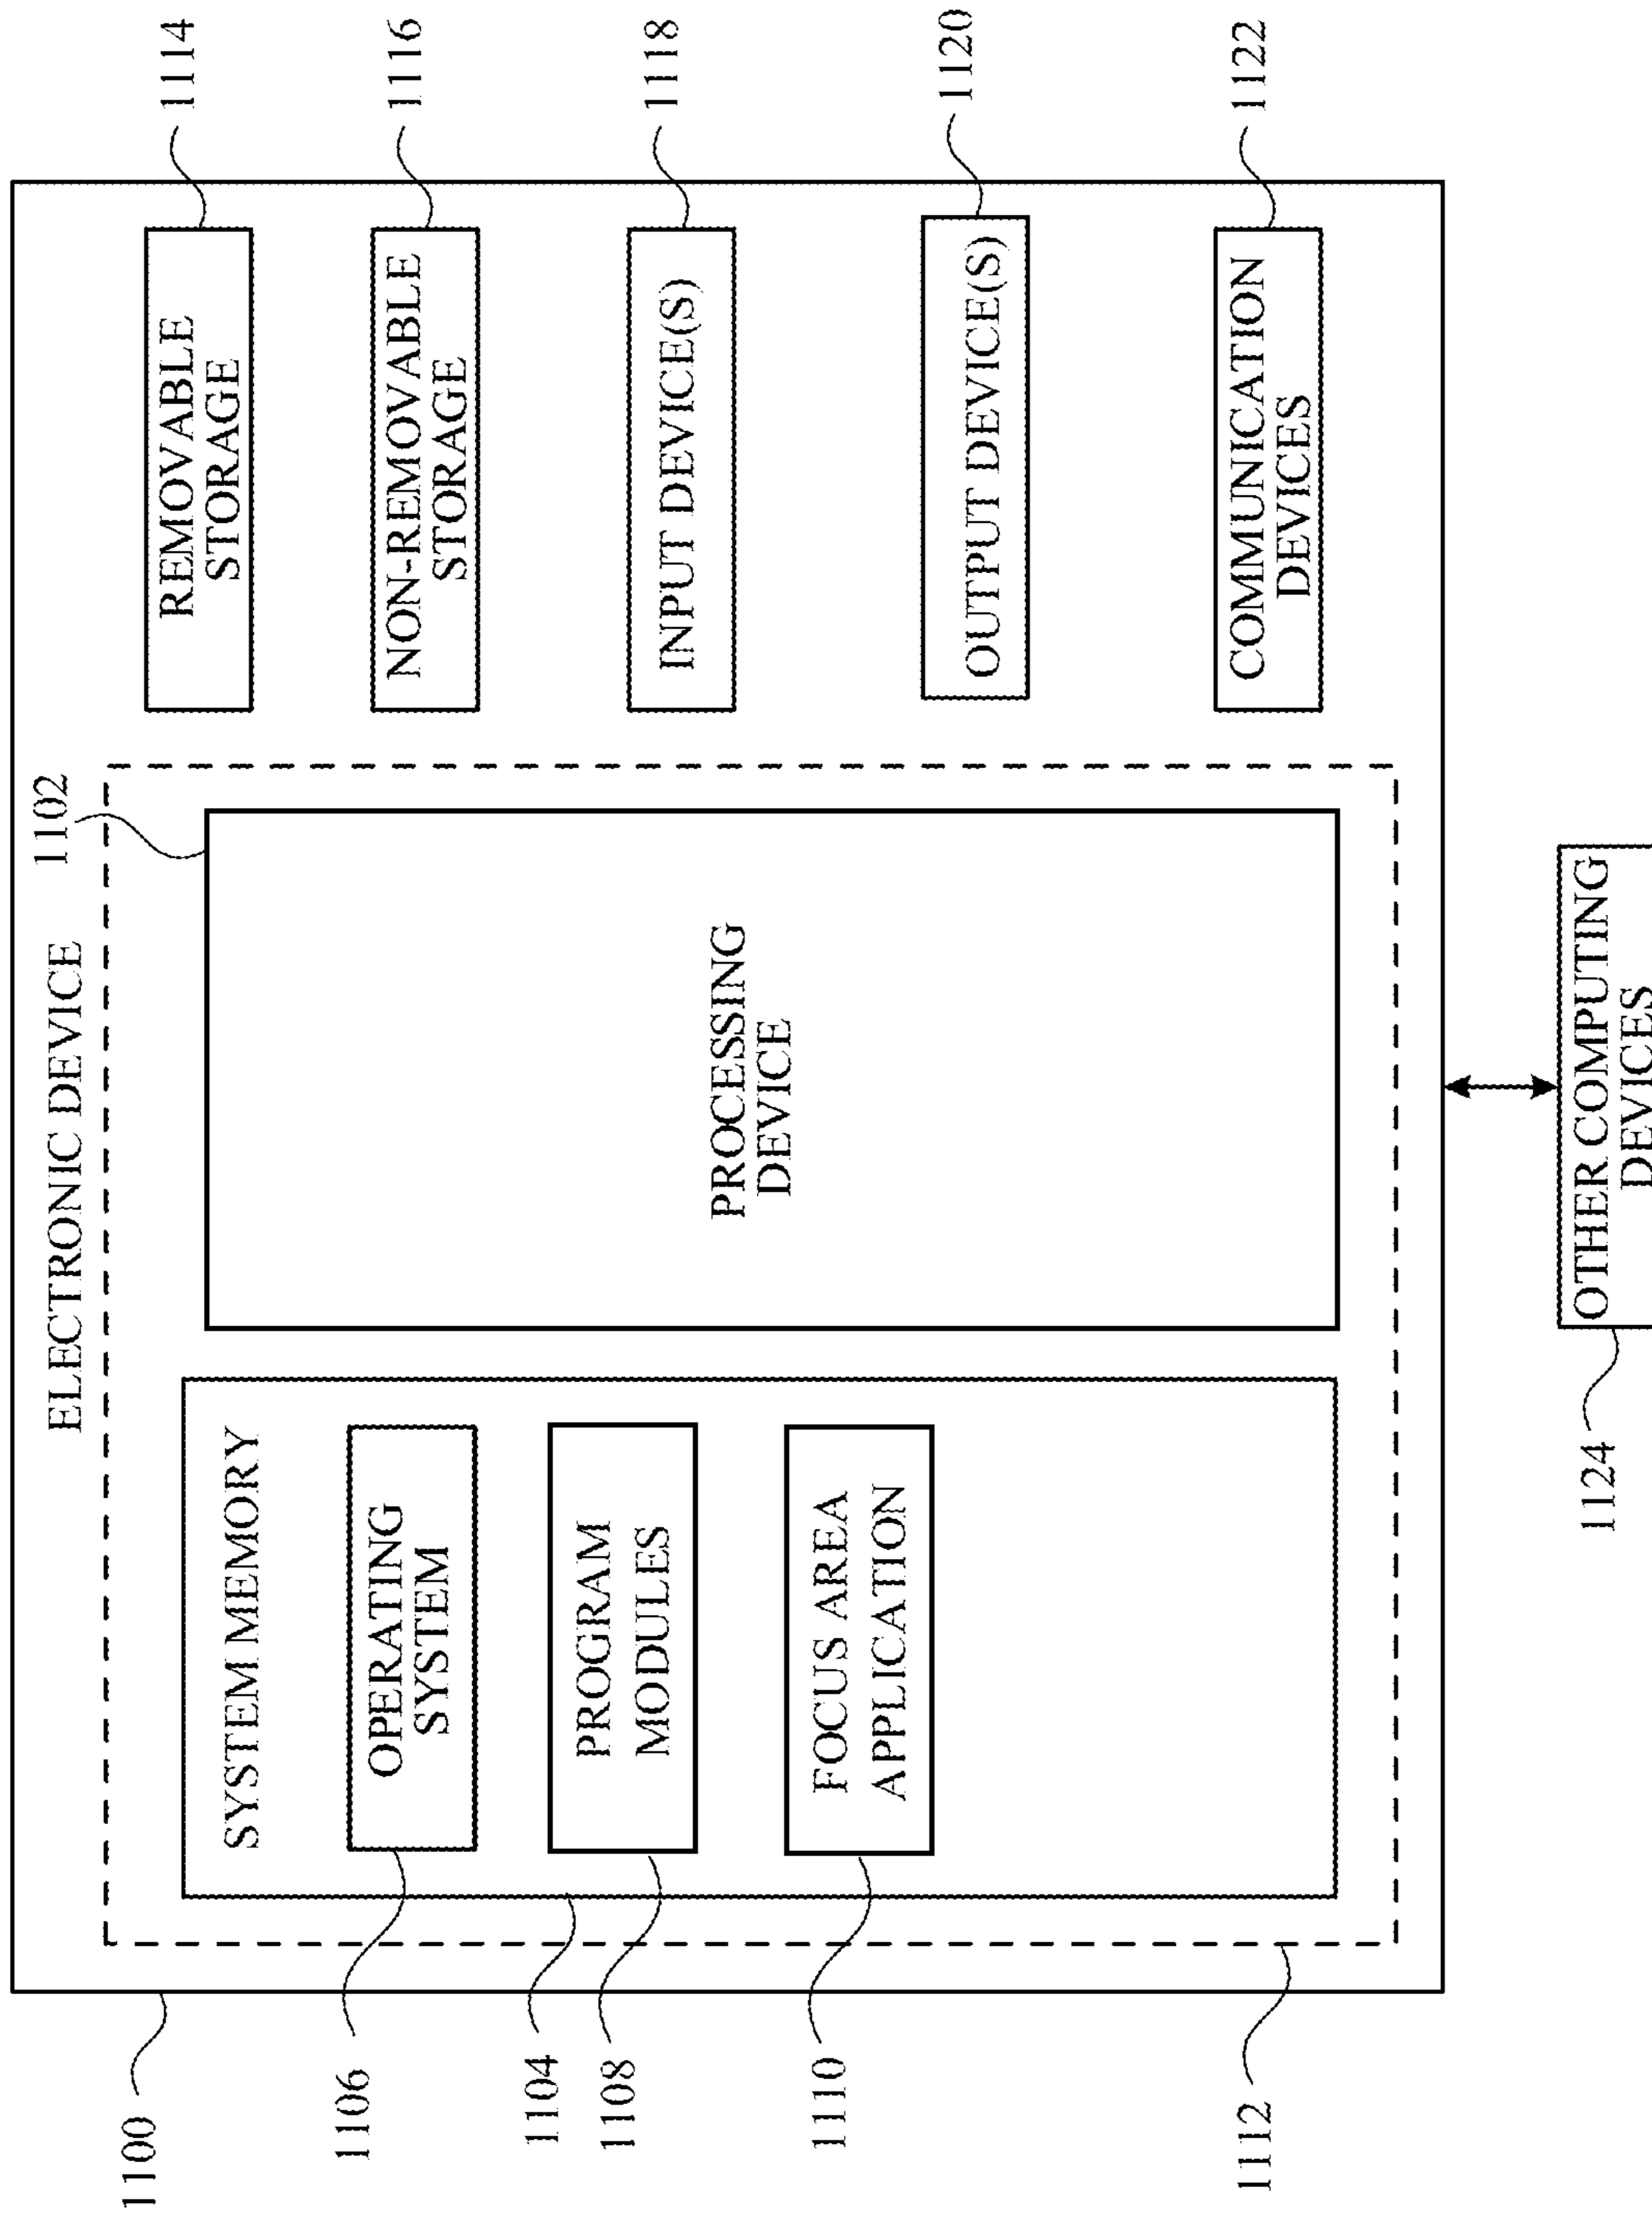 1100
ELECTRONIC DEVICE
1102
SYSTEM MEMORY
1106
OPERATING
SYSTEM
1104
1108
PROGRAM
MODULES
1110
FOCUS AREA
APPLICATION
1112
PROCESSING
DEVICE
REMOVABLE
STORAGE
1114
NON-REMOVABLE
STORAGE
1116
INPUT DEVICE(S)
1118
OUTPUT DEVICE(S)
1120
COMMUNICATION
DEVICES
1122
1124
OTHER COMPUTING
DEVICES